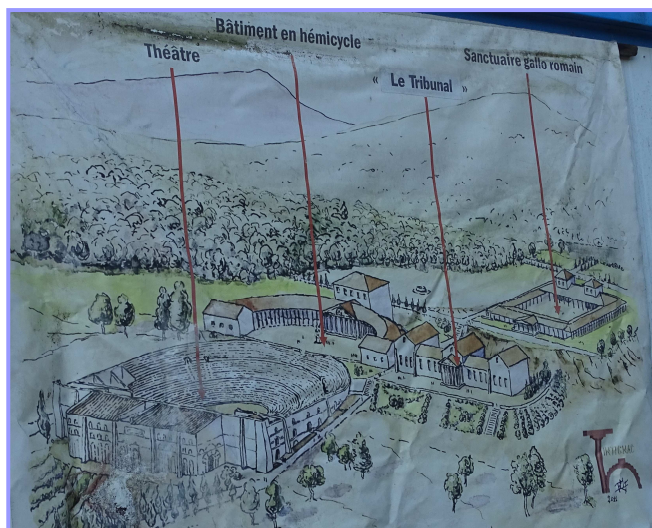 Bâtiment en hémicycle
Théâtre
Sanctuaire gallo romain
« Le Tribunal »